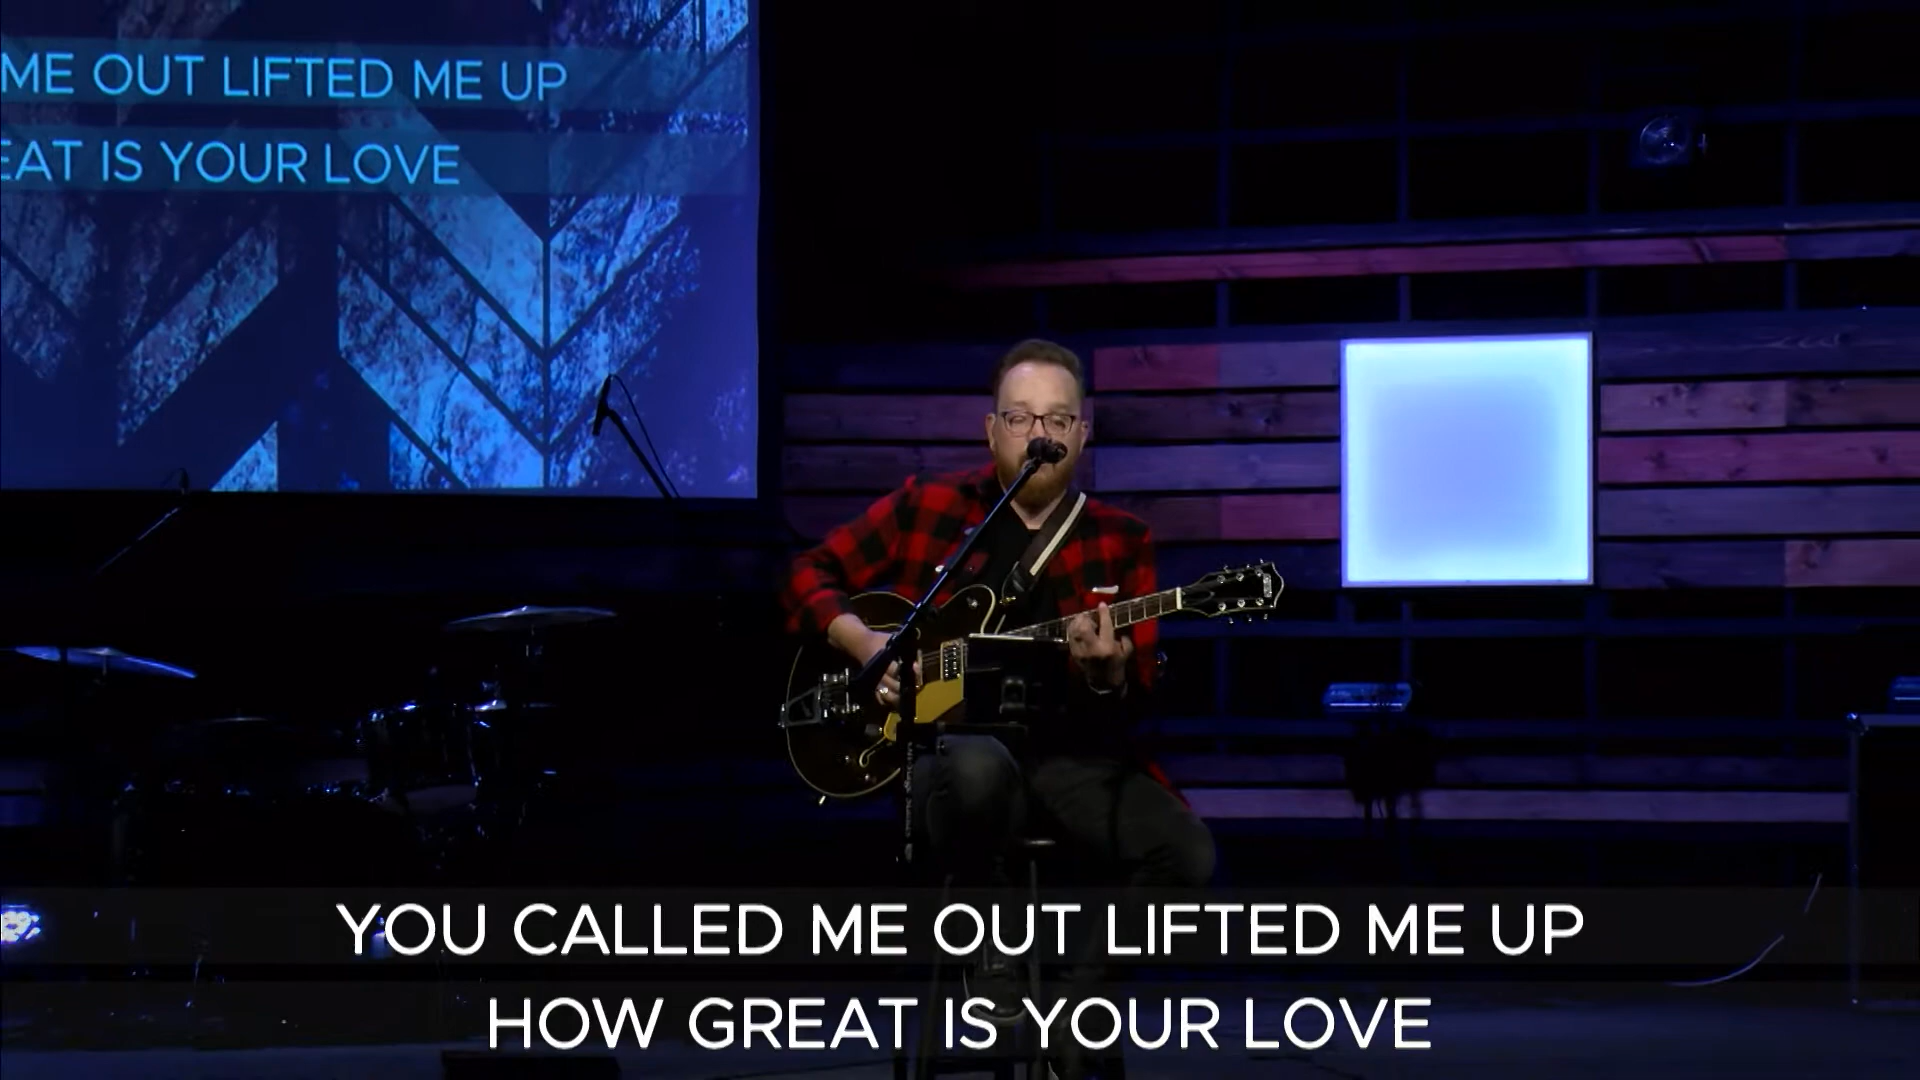 ME OUT LIFTED ME UP
EAT IS YOUR LOVE
YOU CALLED ME OUT LIFTED ME UP
HOW GREAT IS YOUR LOVE